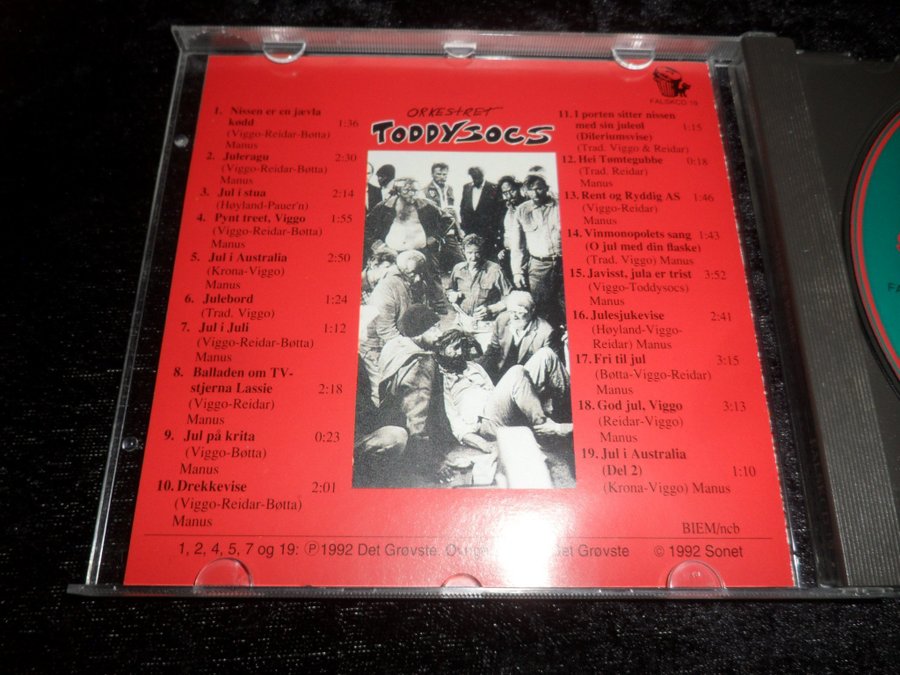 ORKESTRET
TODDYSOCS
FALSKCD 19
1. Nissen er en jævla
kødd 1:36
(Viggo-Reidar-Bøtta)
Manus
2. Juleragu 2:30
(Viggo-Reidar-Bøtta)
Manus
3. Jul i stua 2:14
(Høyland-Pauer'n)
4. Pynt treet, Viggo 1:55
(Viggo-Reidar-Bøtta)
Manus
5. Jul i Australia 2:50
(Krona-Viggo)
Manus
6. Julebord 1:24
(Trad. Viggo)
7. Jul i Juli 1:12
(Viggo-Reidar-Bøtta)
Manus
8. Balladen om TV-
stjerna Lassie 2:18
(Viggo-Reidar)
Manus
9. Jul på krita 0:23
(Viggo-Bøtta)
Manus
10. Drekkevise 2:01
(Viggo-Reidar-Bøtta)
Manus
11. I porten sitter nissen
med sin juleøl 1:15
(Dileriumsvise)
(Trad. Viggo & Reidar)
12. Hei Tømtegubbe 0:18
(Trad. Reidar)
Manus
13. Rent og Ryddig AS 1:46
(Viggo-Reidar)
Manus
14. Vinmonopolets sang 1:43
(O jul med din flaske)
(Trad. Viggo) Manus
15. Javisst, jula er trist 3:52
(Viggo-Toddysocs)
Manus
16. Julesjukevise 2:41
(Høyland-Viggo-
Reidar) Manus
17. Fri til jul 3:15
(Bøtta-Viggo-Reidar)
Manus
18. God jul, Viggo 3:13
(Reidar-Viggo)
Manus
19. Jul i Australia
(Del 2) 1:10
(Krona-Viggo) Manus
BIEM/ncb
1, 2, 4, 5, 7 og 19: ℗1992 Det Grøvste. Det Grøvste © 1992 Sonet